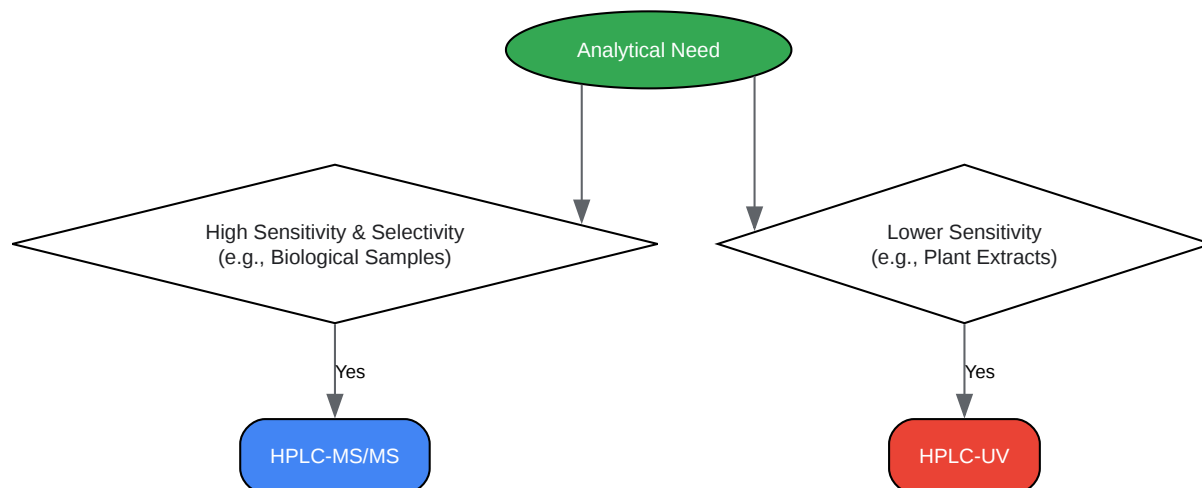 Analytical Need
High Sensitivity & Selectivity
(e.g., Biological Samples)
Lower Sensitivity
(e.g., Plant Extracts)
Yes
Yes
HPLC-MS/MS
HPLC-UV